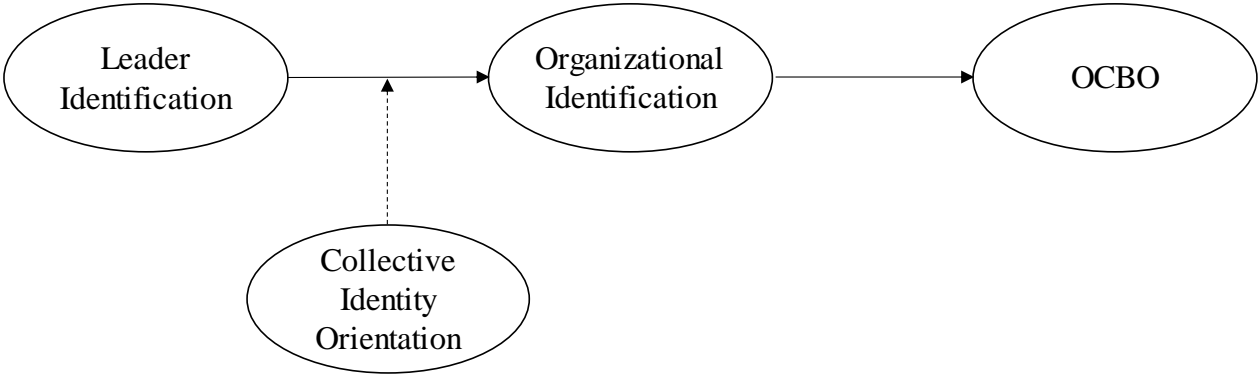 Leader
Identification
Organizational
Identification
OCBO
Collective
Identity
Orientation